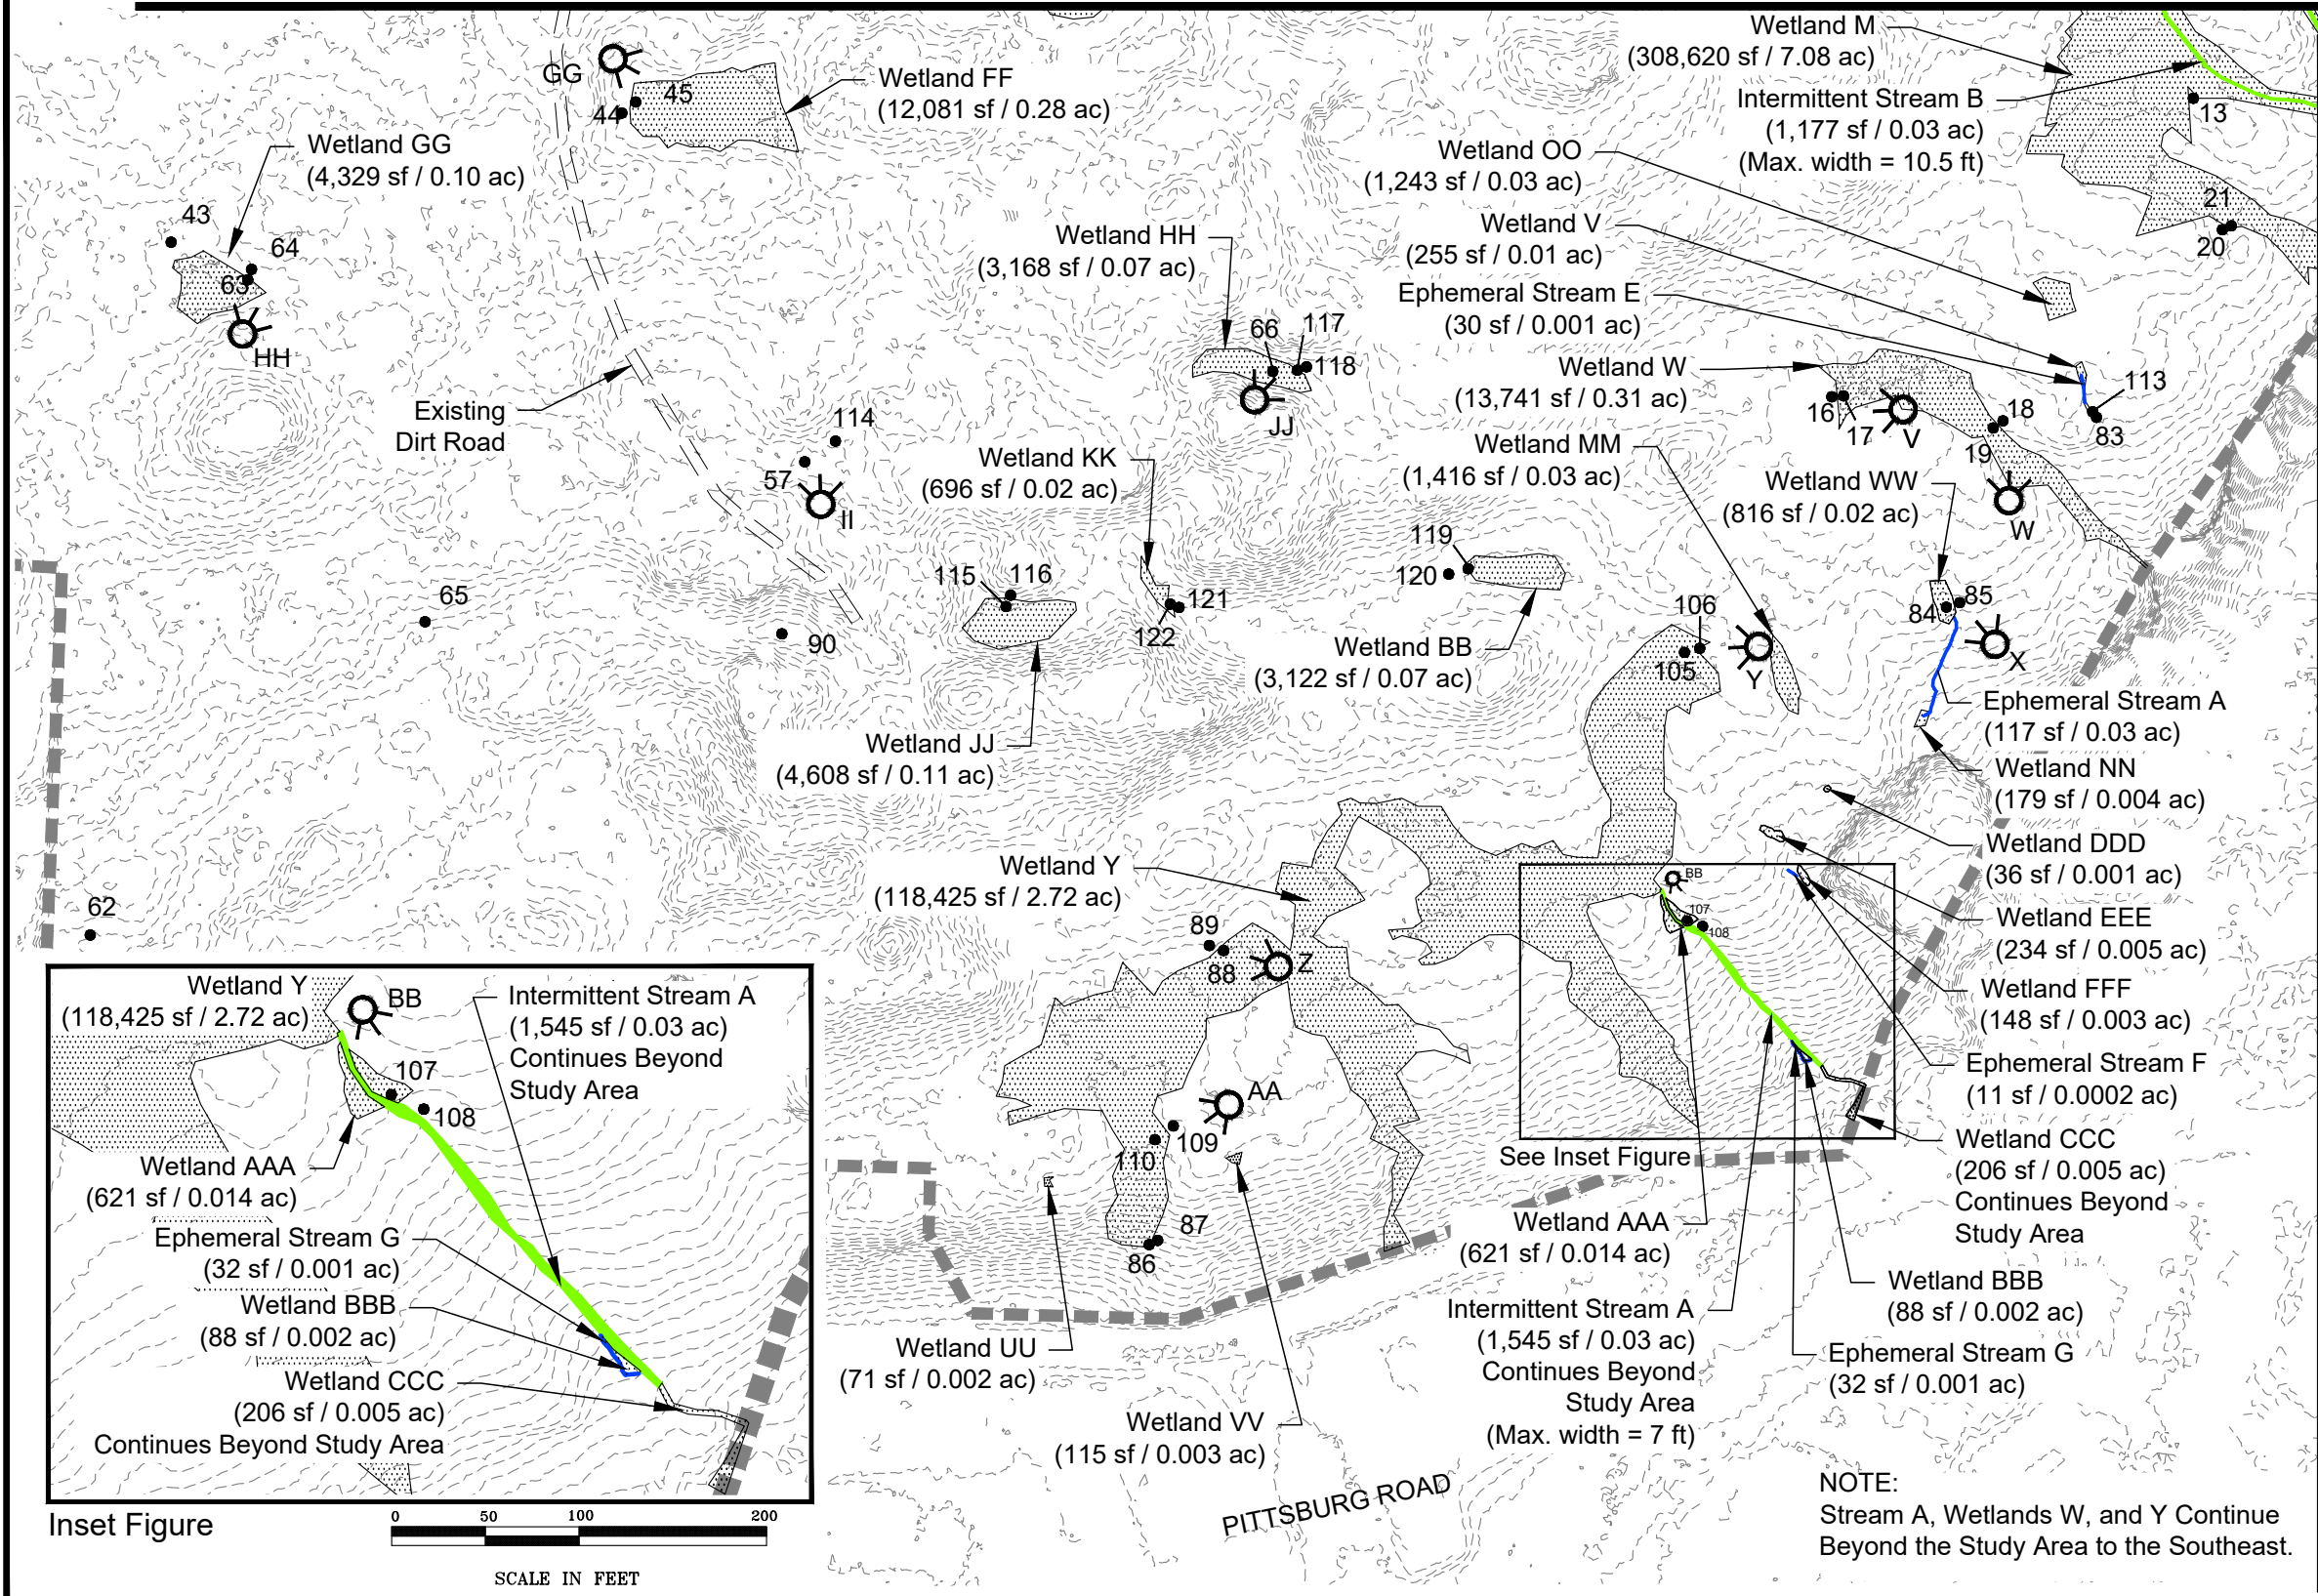 GG
44
45
Wetland FF
(12,081 sf / 0.28 ac)
Wetland GG
(4,329 sf / 0.10 ac)
43
64
63
HH
Existing
Dirt Road
114
57
II
65
90
62
Wetland HH
(3,168 sf / 0.07 ac)
66
117
118
JJ
Wetland KK
(696 sf / 0.02 ac)
115
116
121
122
Wetland JJ
(4,608 sf / 0.11 ac)
Wetland M
(308,620 sf / 7.08 ac)
Intermittent Stream B
(1,177 sf / 0.03 ac)
(Max. width = 10.5 ft)
13
21
20
Wetland OO
(1,243 sf / 0.03 ac)
Wetland V
(255 sf / 0.01 ac)
Ephemeral Stream E
(30 sf / 0.001 ac)
Wetland W
(13,741 sf / 0.31 ac)
16
17
V
18
19
113
83
W
Wetland MM
(1,416 sf / 0.03 ac)
Wetland WW
(816 sf / 0.02 ac)
119
120
Wetland BB
(3,122 sf / 0.07 ac)
106
105
Y
84
85
X
Ephemeral Stream A
(117 sf / 0.03 ac)
Wetland NN
(179 sf / 0.004 ac)
Wetland DDD
(36 sf / 0.001 ac)
Wetland EEE
(234 sf / 0.005 ac)
Wetland FFF
(148 sf / 0.003 ac)
Ephemeral Stream F
(11 sf / 0.0002 ac)
Wetland CCC
(206 sf / 0.005 ac)
Continues Beyond
Study Area
Wetland Y
(118,425 sf / 2.72 ac)
89
88
Z
AA
109
110
87
86
BB
107
108
See Inset Figure
Wetland AAA
(621 sf / 0.014 ac)
Intermittent Stream A
(1,545 sf / 0.03 ac)
Continues Beyond
Study Area
(Max. width = 7 ft)
Wetland BBB
(88 sf / 0.002 ac)
Ephemeral Stream G
(32 sf / 0.001 ac)
Wetland UU
(71 sf / 0.002 ac)
Wetland VV
(115 sf / 0.003 ac)
PITTSBURG ROAD
NOTE:
Stream A, Wetlands W, and Y Continue
Beyond the Study Area to the Southeast.
Wetland Y
(118,425 sf / 2.72 ac)
BB
Intermittent Stream A
(1,545 sf / 0.03 ac)
Continues Beyond
Study Area
107
108
Wetland AAA
(621 sf / 0.014 ac)
Ephemeral Stream G
(32 sf / 0.001 ac)
Wetland BBB
(88 sf / 0.002 ac)
Wetland CCC
(206 sf / 0.005 ac)
Continues Beyond Study Area
Inset Figure
0 50 100 200
SCALE IN FEET